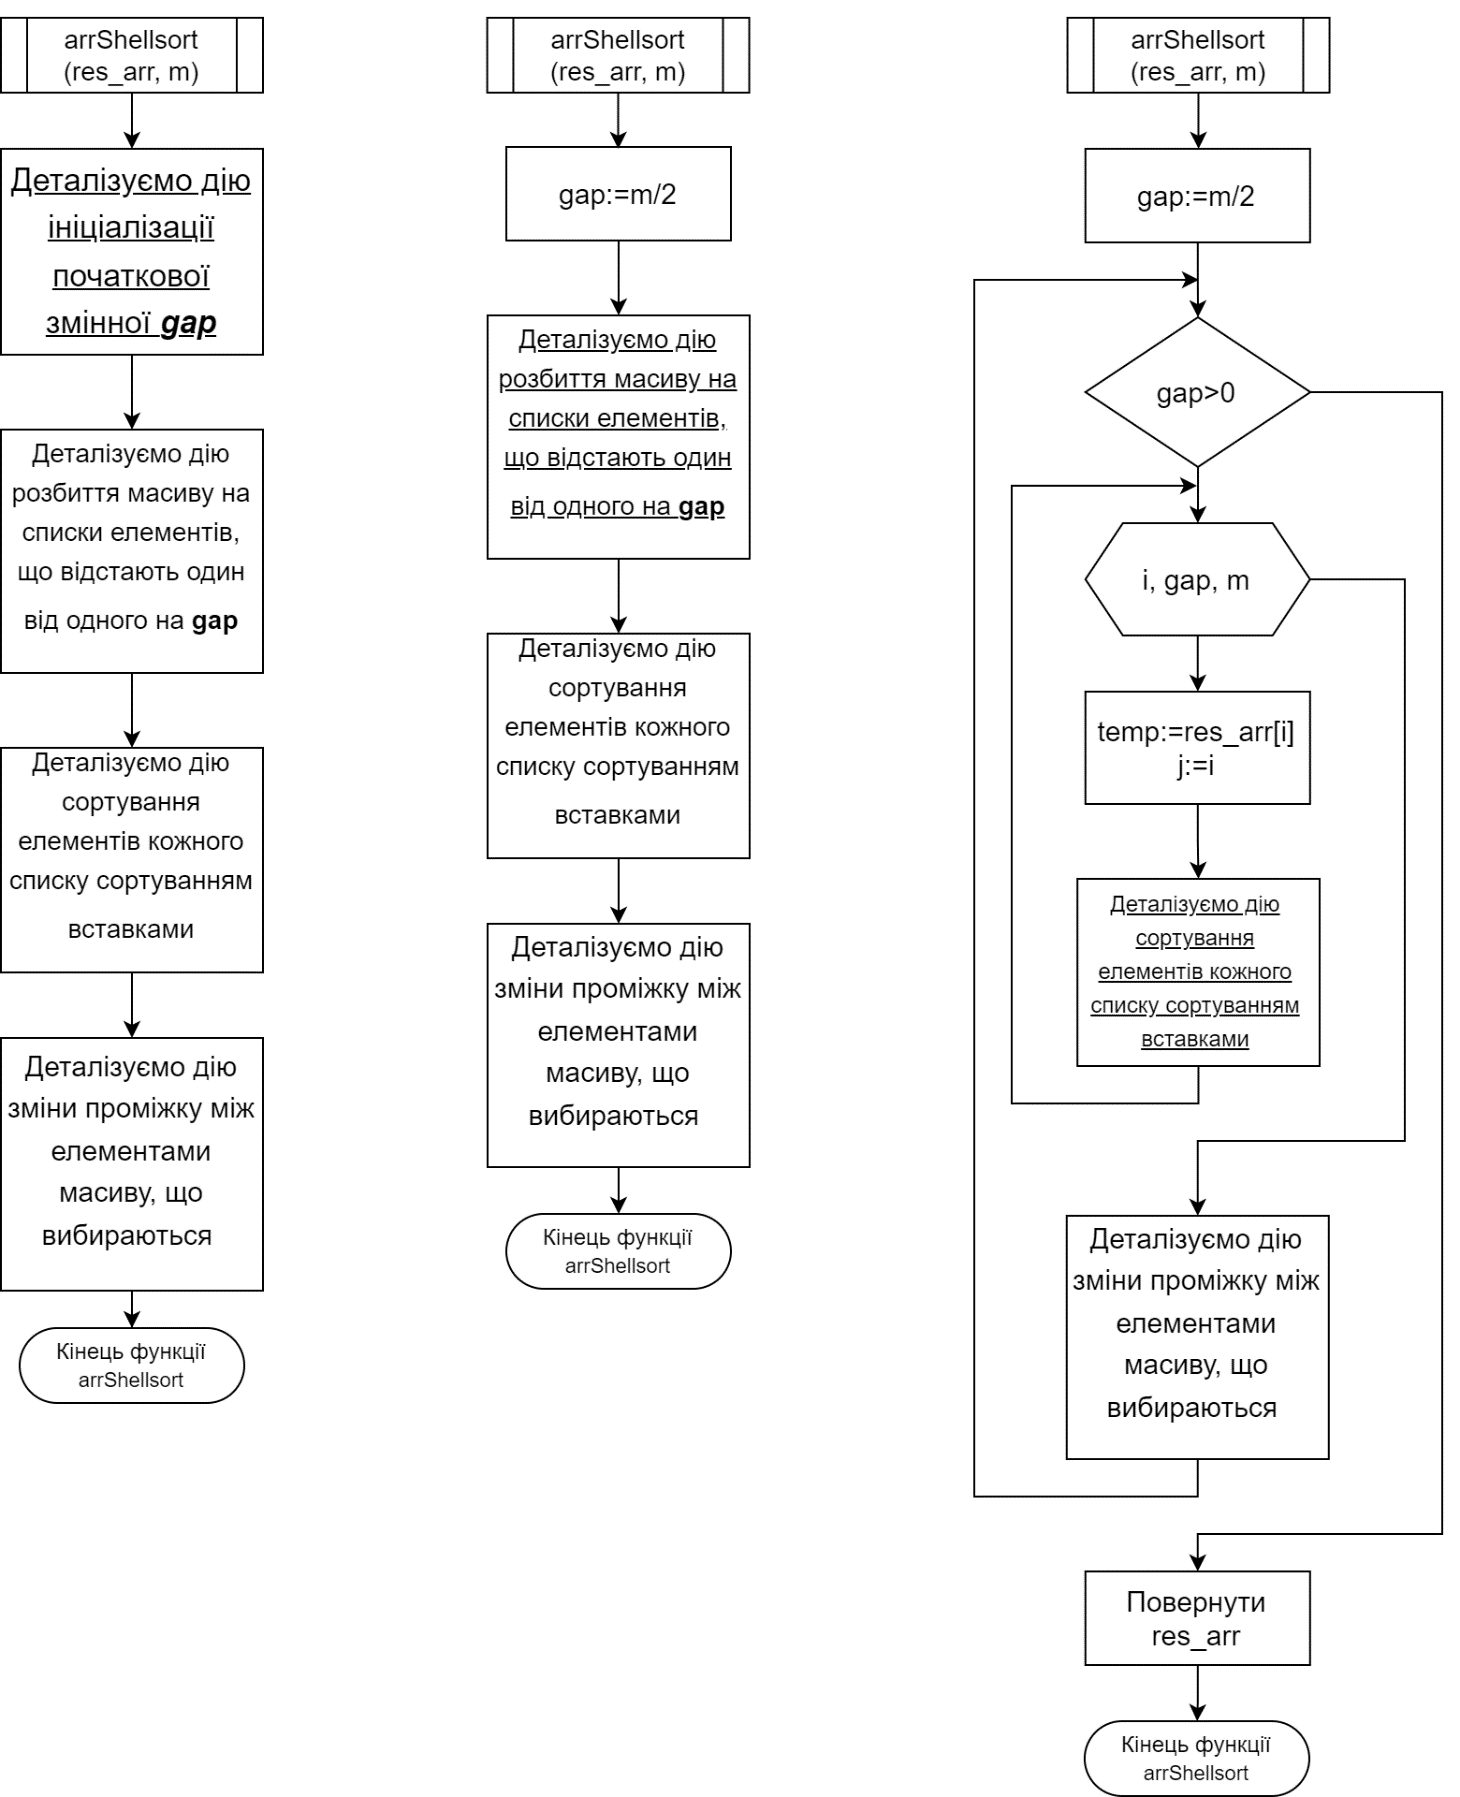 arrShellsort
(res_arr, m)
Деталізуємо дію
ініціалізації
початкової
змінної gap
Деталізуємо дію
розбиття масиву на
списки елементів,
що відстають один
від одного на gap
Деталізуємо дію
сортування
елементів кожного
списку сортуванням
вставками
Деталізуємо дію
зміни проміжку між
елементами
масиву, що
вибираються
Кінець функції
arrShellsort
arrShellsort
(res_arr, m)
gap:=m/2
Деталізуємо дію
розбиття масиву на
списки елементів,
що відстають один
від одного на gap
Деталізуємо дію
сортування
елементів кожного
списку сортуванням
вставками
Деталізуємо дію
зміни проміжку між
елементами
масиву, що
вибираються
Кінець функції
arrShellsort
arrShellsort
(res_arr, m)
gap:=m/2
gap>0
i, gap, m
temp:=res_arr[i]
j:=i
Деталізуємо дію
сортування
елементів кожного
списку сортуванням
вставками
Деталізуємо дію
зміни проміжку між
елементами
масиву, що
вибираються
Повернути
res_arr
Кінець функції
arrShellsort